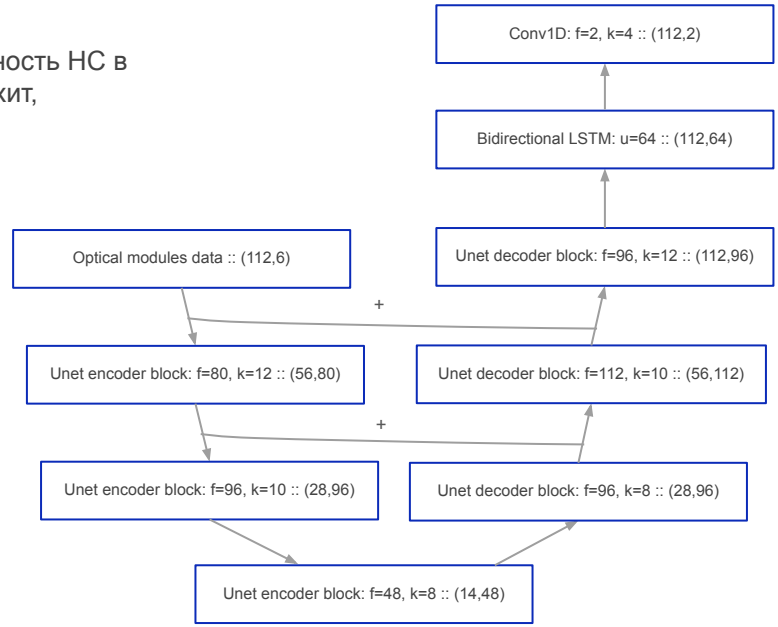 ность НС в
жит,
Conv1D: f=2, k=4 :: (112,2)
Bidirectional LSTM: u=64 :: (112,64)
Optical modules data :: (112,6)
Unet decoder block: f=96, k=12 :: (112,96)
+
Unet encoder block: f=80, k=12 :: (56,80)
Unet decoder block: f=112, k=10 :: (56,112)
+
Unet encoder block: f=96, k=10 :: (28,96)
Unet decoder block: f=96, k=8 :: (28,96)
Unet encoder block: f=48, k=8 :: (14,48)